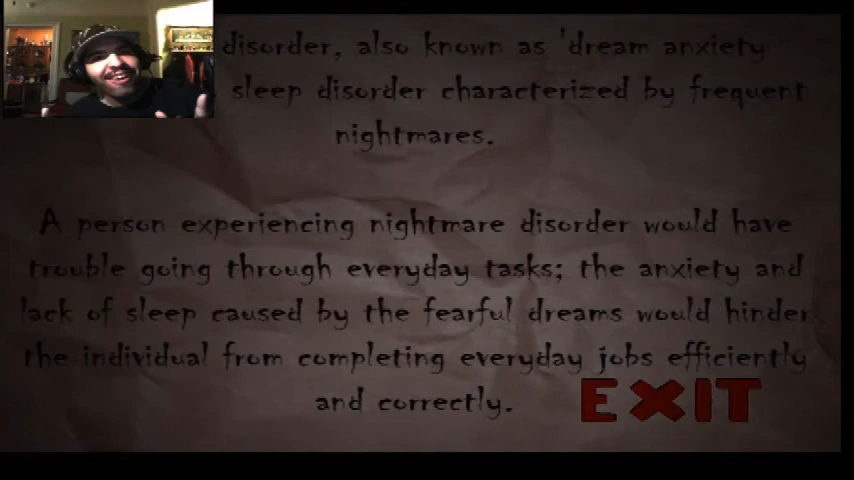 disorder, also known as 'dream anxiety
sleep disorder characterized by frequent
nightmares.
A person experiencing nightmare disorder would have
trouble going through everyday tasks; the anxiety and
lack of sleep caused by the fearful dreams would hinder
the individual from completing everyday jobs efficiently
and correctly.
EXIT